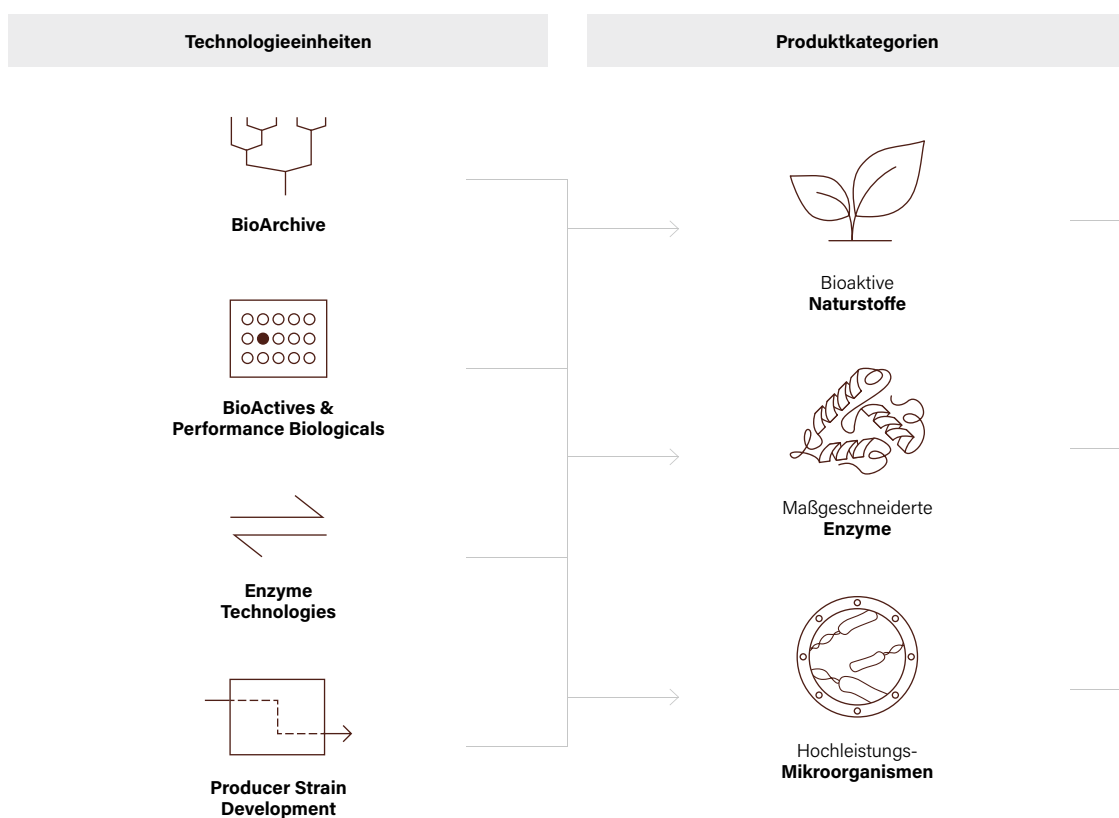 Technologieeinheiten
Produktkategorien
BioArchive
BioActives &
Performance Biologicals
Enzyme
Technologies
Producer Strain
Development
Bioaktive
Naturstoffe
Maßgeschneiderte
Enzyme
Hochleistungs-
Mikroorganismen